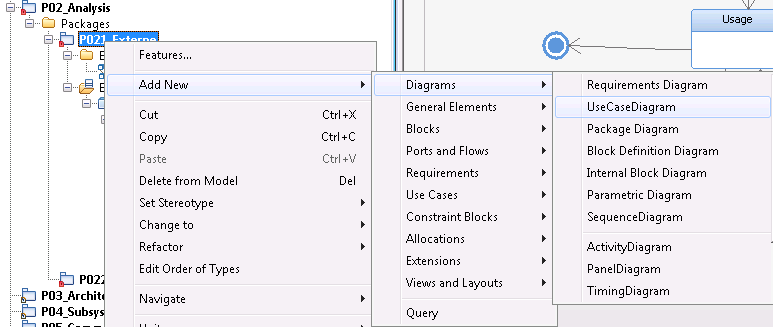 P02_Analysis
Packages
P021_Externe
Features...
Add New
Cut Ctrl+X
Copy Ctrl+C
Paste Ctrl+V
Delete from Model Del
Set Stereotype
Change to
Refactor
Edit Order of Types
Navigate
Diagrams
General Elements
Blocks
Ports and Flows
Requirements
Use Cases
Constraint Blocks
Allocations
Extensions
Views and Layouts
Query
Requirements Diagram
UseCaseDiagram
Package Diagram
Block Definition Diagram
Internal Block Diagram
Parametric Diagram
SequenceDiagram
ActivityDiagram
PanelDiagram
TimingDiagram
Usage
P022
P03_Archite
P04_Subsys